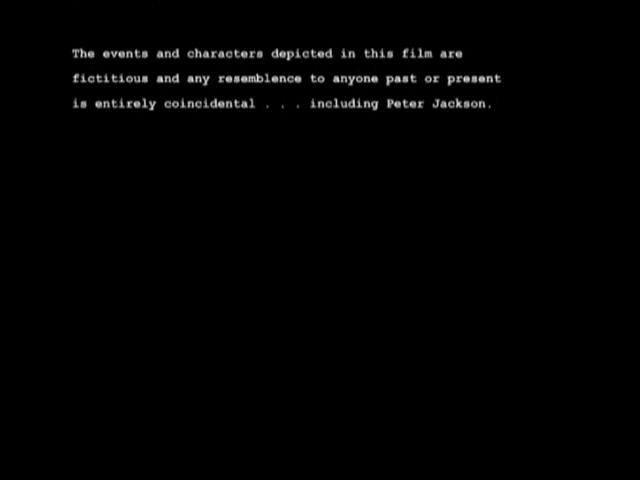 The events and characters depicted in this film are
fictitious and any resemblence to anyone past or present
is entirely coincidental . . . including Peter Jackson.